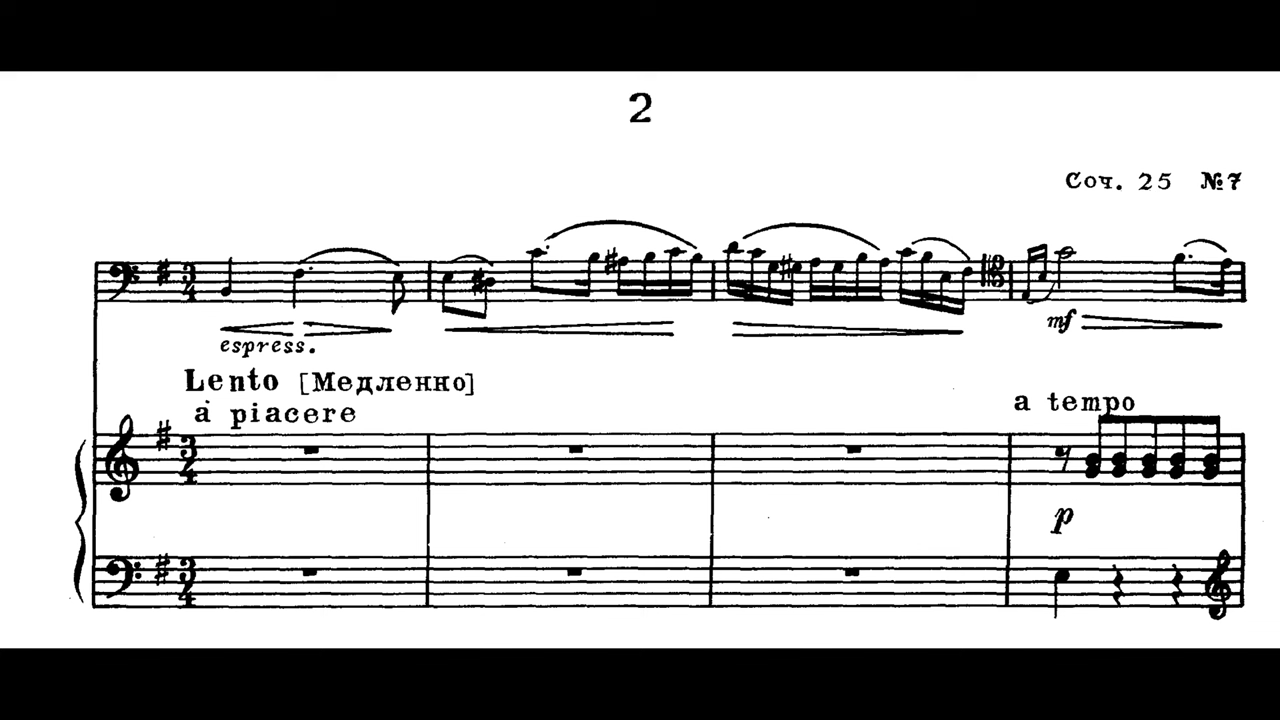 2
Соч. 25 №7
espress.
mf
Lento [Медленно]
a piacere
a tempo
p